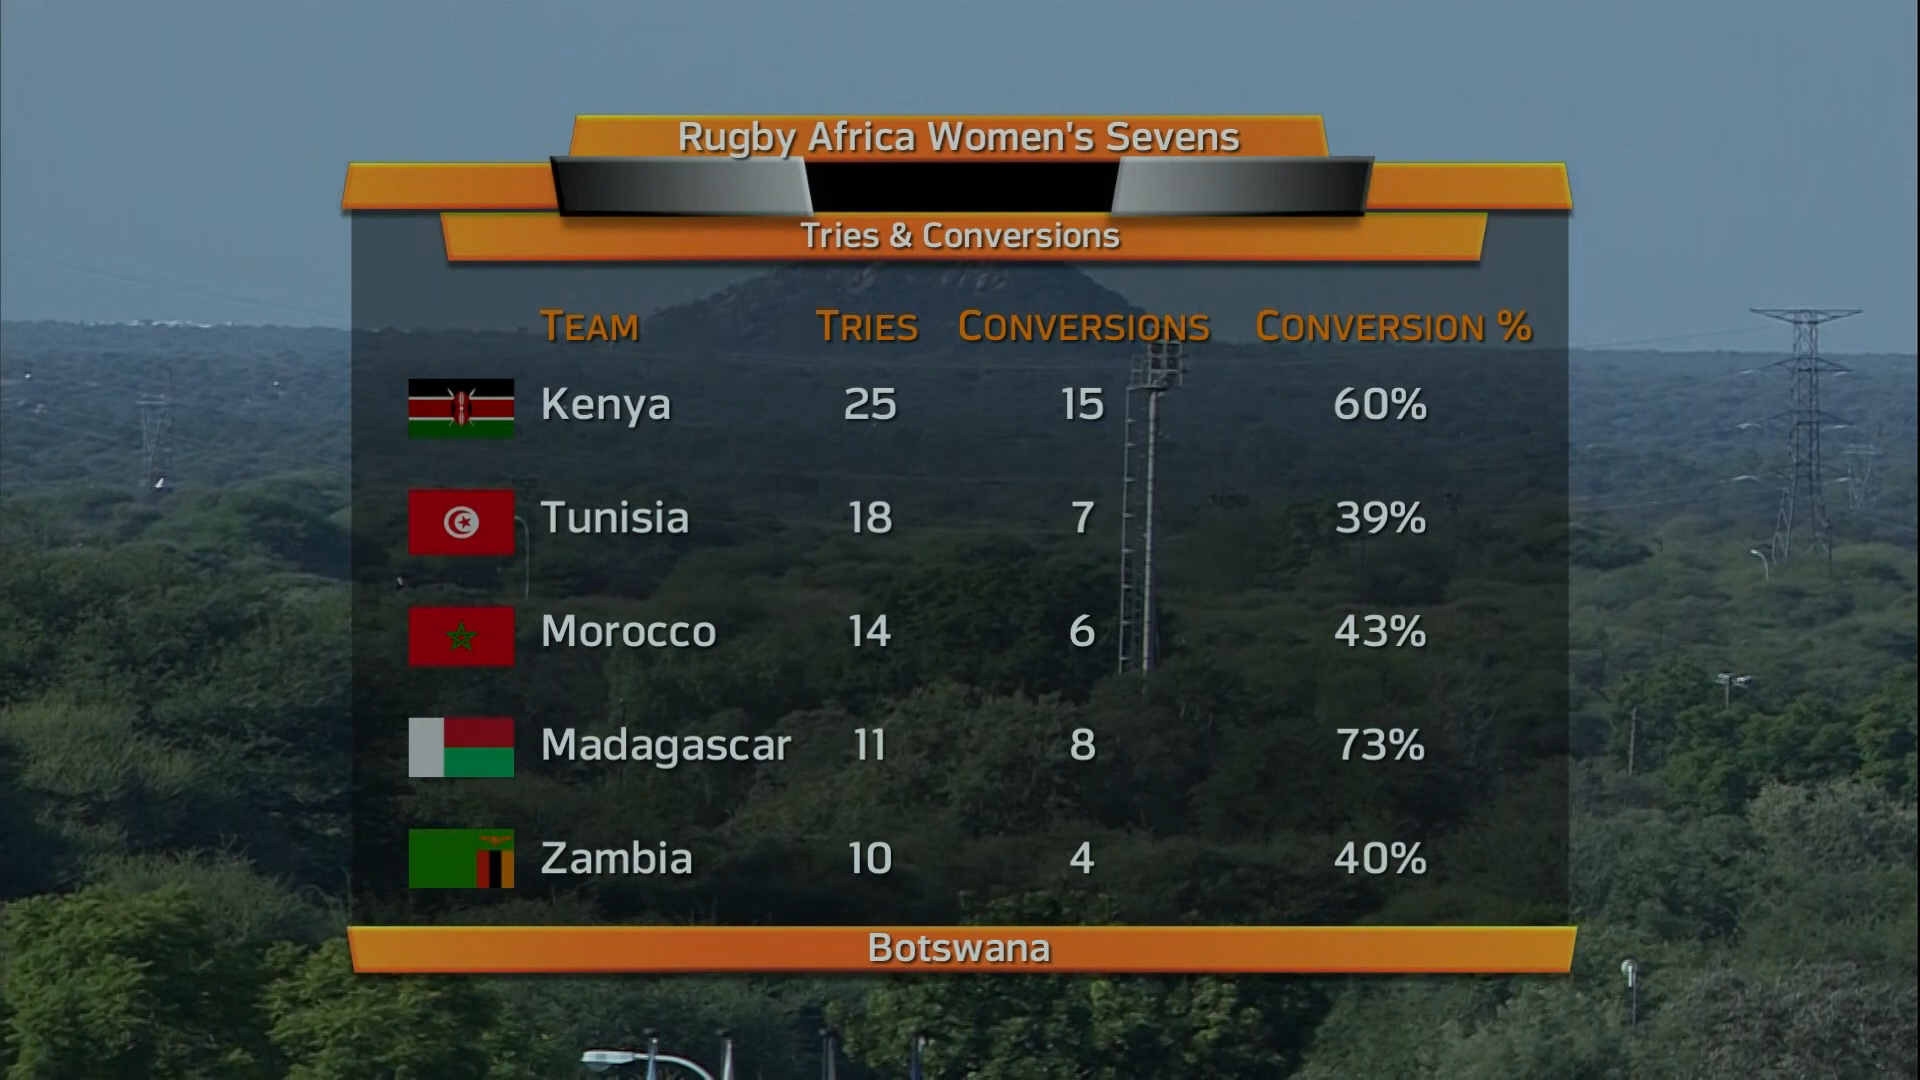 Rugby Africa Women's Sevens
Tries & Conversions
TEAM TRIES CONVERSIONS CONVERSION %
Kenya 25 15 60%
Tunisia 18 7 39%
Morocco 14 6 43%
Madagascar 11 8 73%
Zambia 10 4 40%
Botswana